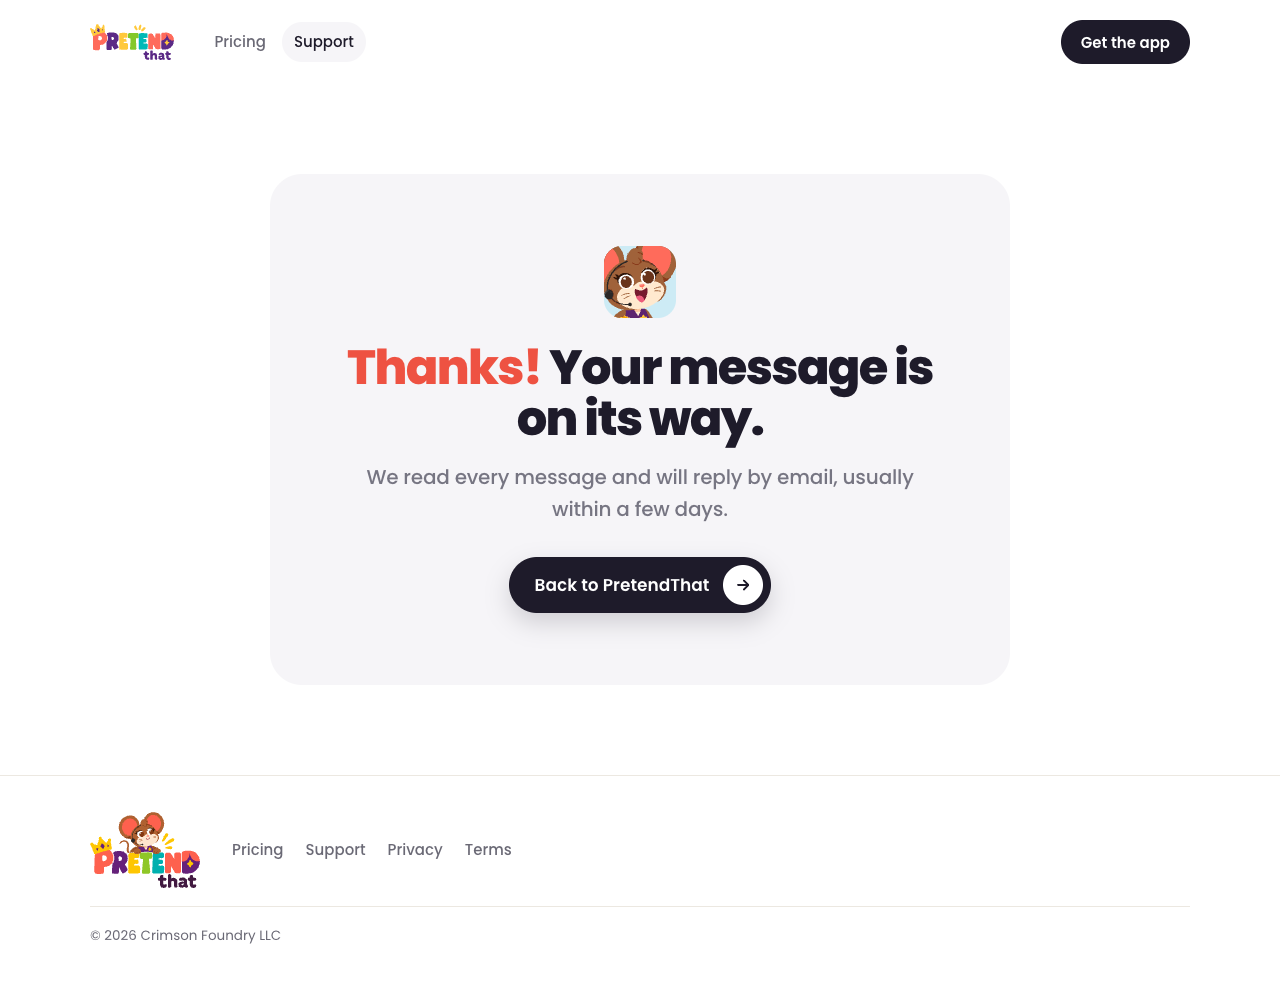 PRETEND
that
Pricing
Support
Get the app
Thanks! Your message is
on its way.
We read every message and will reply by email, usually
within a few days.
Back to PretendThat
PRETEND
that
Pricing
Support
Privacy
Terms
© 2026 Crimson Foundry LLC